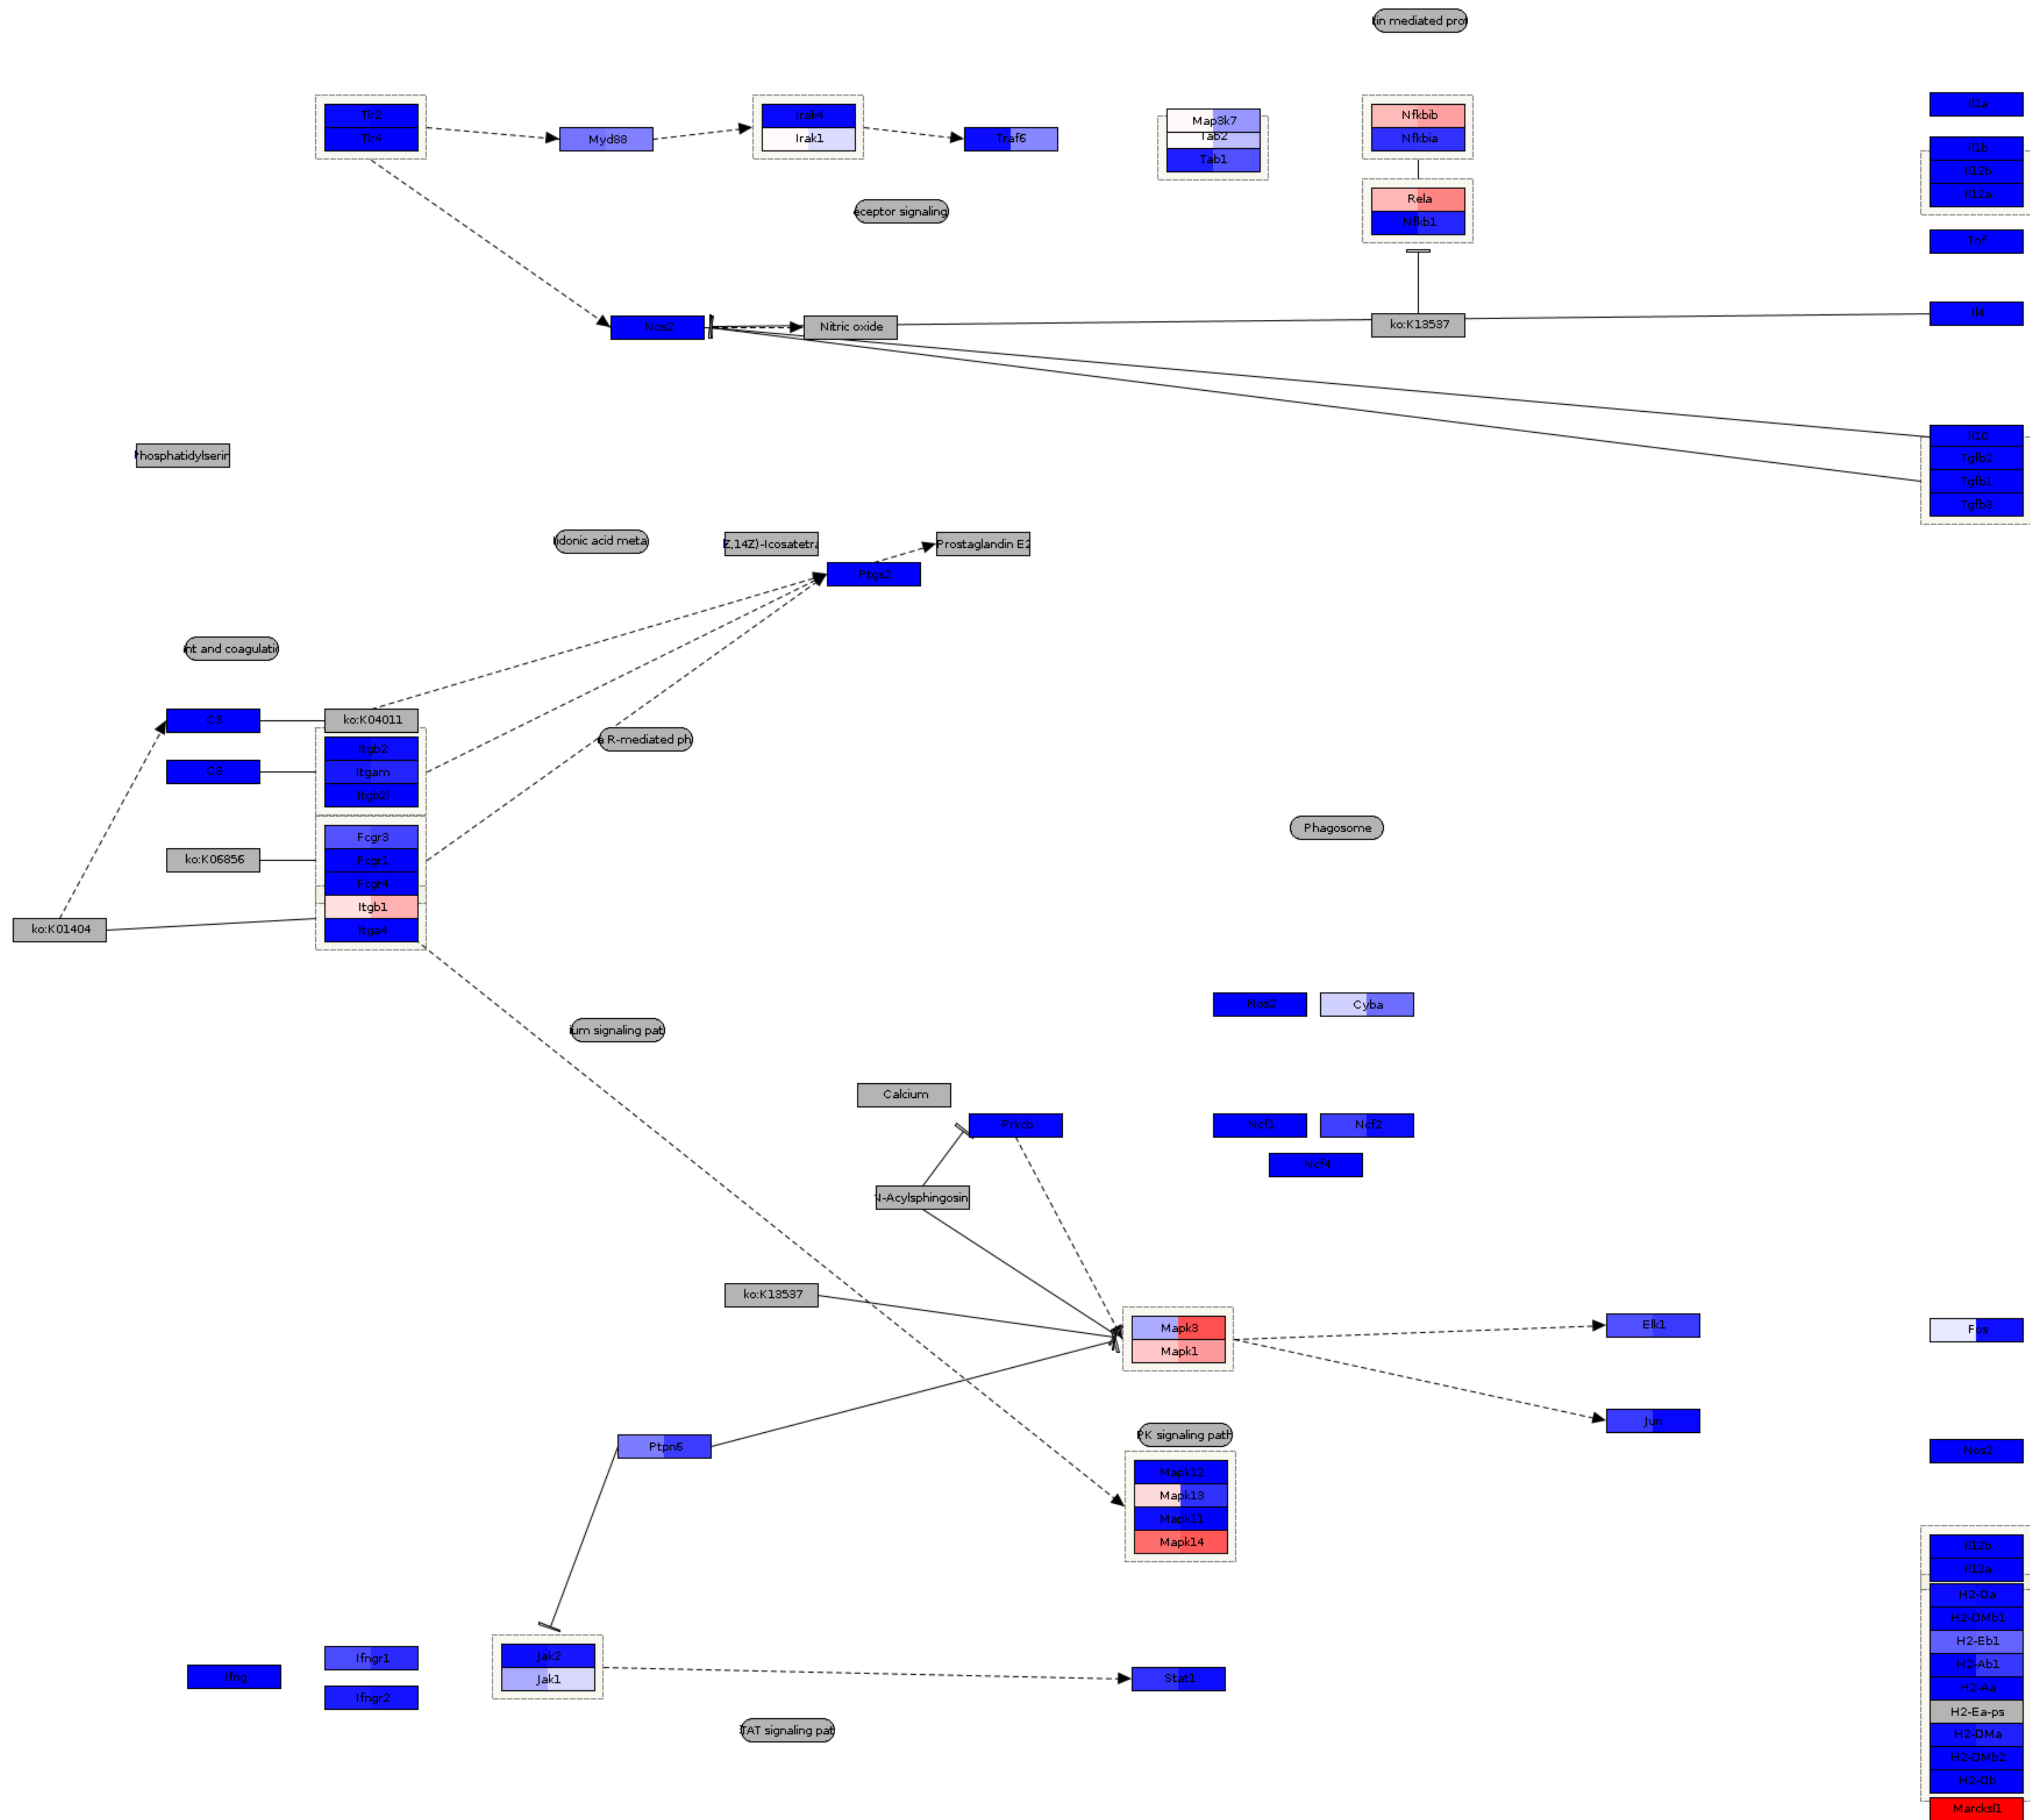 tin mediated prot
Tlr2
Tlr4
Myd88
Irak4
Irak1
Traf6
Map3k7
Tab2
Tab1
Nfkbib
Nfkbia
Il1a
Il1b
Il12b
Il12a
eceptor signaling
Rela
Nfkb1
Tnf
Nos2
Nitric oxide
ko:K13537
Il4
Il10
Tgfb2
Tgfb1
Tgfb3
hosphatidylserin
idonic acid meta
Z,14Z)-Icosatetra
Prostaglandin E2
Ptgs2
nt and coagulatio
C3
ko:K04011
a R-mediated ph
Itgb2
C3
Itgam
Itgb2l
Phagosome
Fcgr3
ko:K06856
Fcgr1
Fcgr4
Itgb1
ko:K01404
Itga4
Nos2
Cyba
ium signaling pat
Calcium
Prkcb
Ncf1
Ncf2
Ncf4
N-Acylsphingosin
ko:K13537
Mapk3
Mapk1
Elk1
Fos
Jun
PK signaling path
Ptpn6
Nos2
Mapk12
Mapk13
Mapk11
Mapk14
Il12b
Il12a
H2-Oa
H2-DMb1
H2-Eb1
H2-Ab1
H2-Aa
H2-Ea-ps
H2-DMa
H2-DMb2
H2-Ob
Ifngr1
Ifng
Ifngr2
Jak2
Jak1
Stat1
TAT signaling pat
Marcksl1